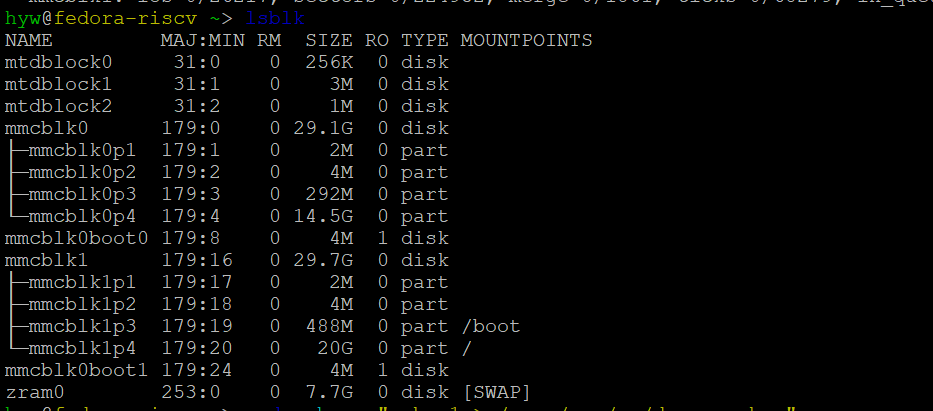 hyw@fedora-riscv ~> lsblk
NAME MAJ:MIN RM SIZE RO TYPE MOUNTPOINTS
mtdblock0 31:0 0 256K 0 disk
mtdblock1 31:1 0 3M 0 disk
mtdblock2 31:2 0 1M 0 disk
mmcblk0 179:0 0 29.1G 0 disk
├─mmcblk0p1 179:1 0 2M 0 part
├─mmcblk0p2 179:2 0 4M 0 part
├─mmcblk0p3 179:3 0 292M 0 part
└─mmcblk0p4 179:4 0 14.5G 0 part
mmcblk0boot0 179:8 0 4M 1 disk
mmcblk1 179:16 0 29.7G 0 disk
├─mmcblk1p1 179:17 0 2M 0 part
├─mmcblk1p2 179:18 0 4M 0 part
├─mmcblk1p3 179:19 0 488M 0 part /boot
└─mmcblk1p4 179:20 0 20G 0 part /
mmcblk0boot1 179:24 0 4M 1 disk
zram0 253:0 0 7.7G 0 disk [SWAP]